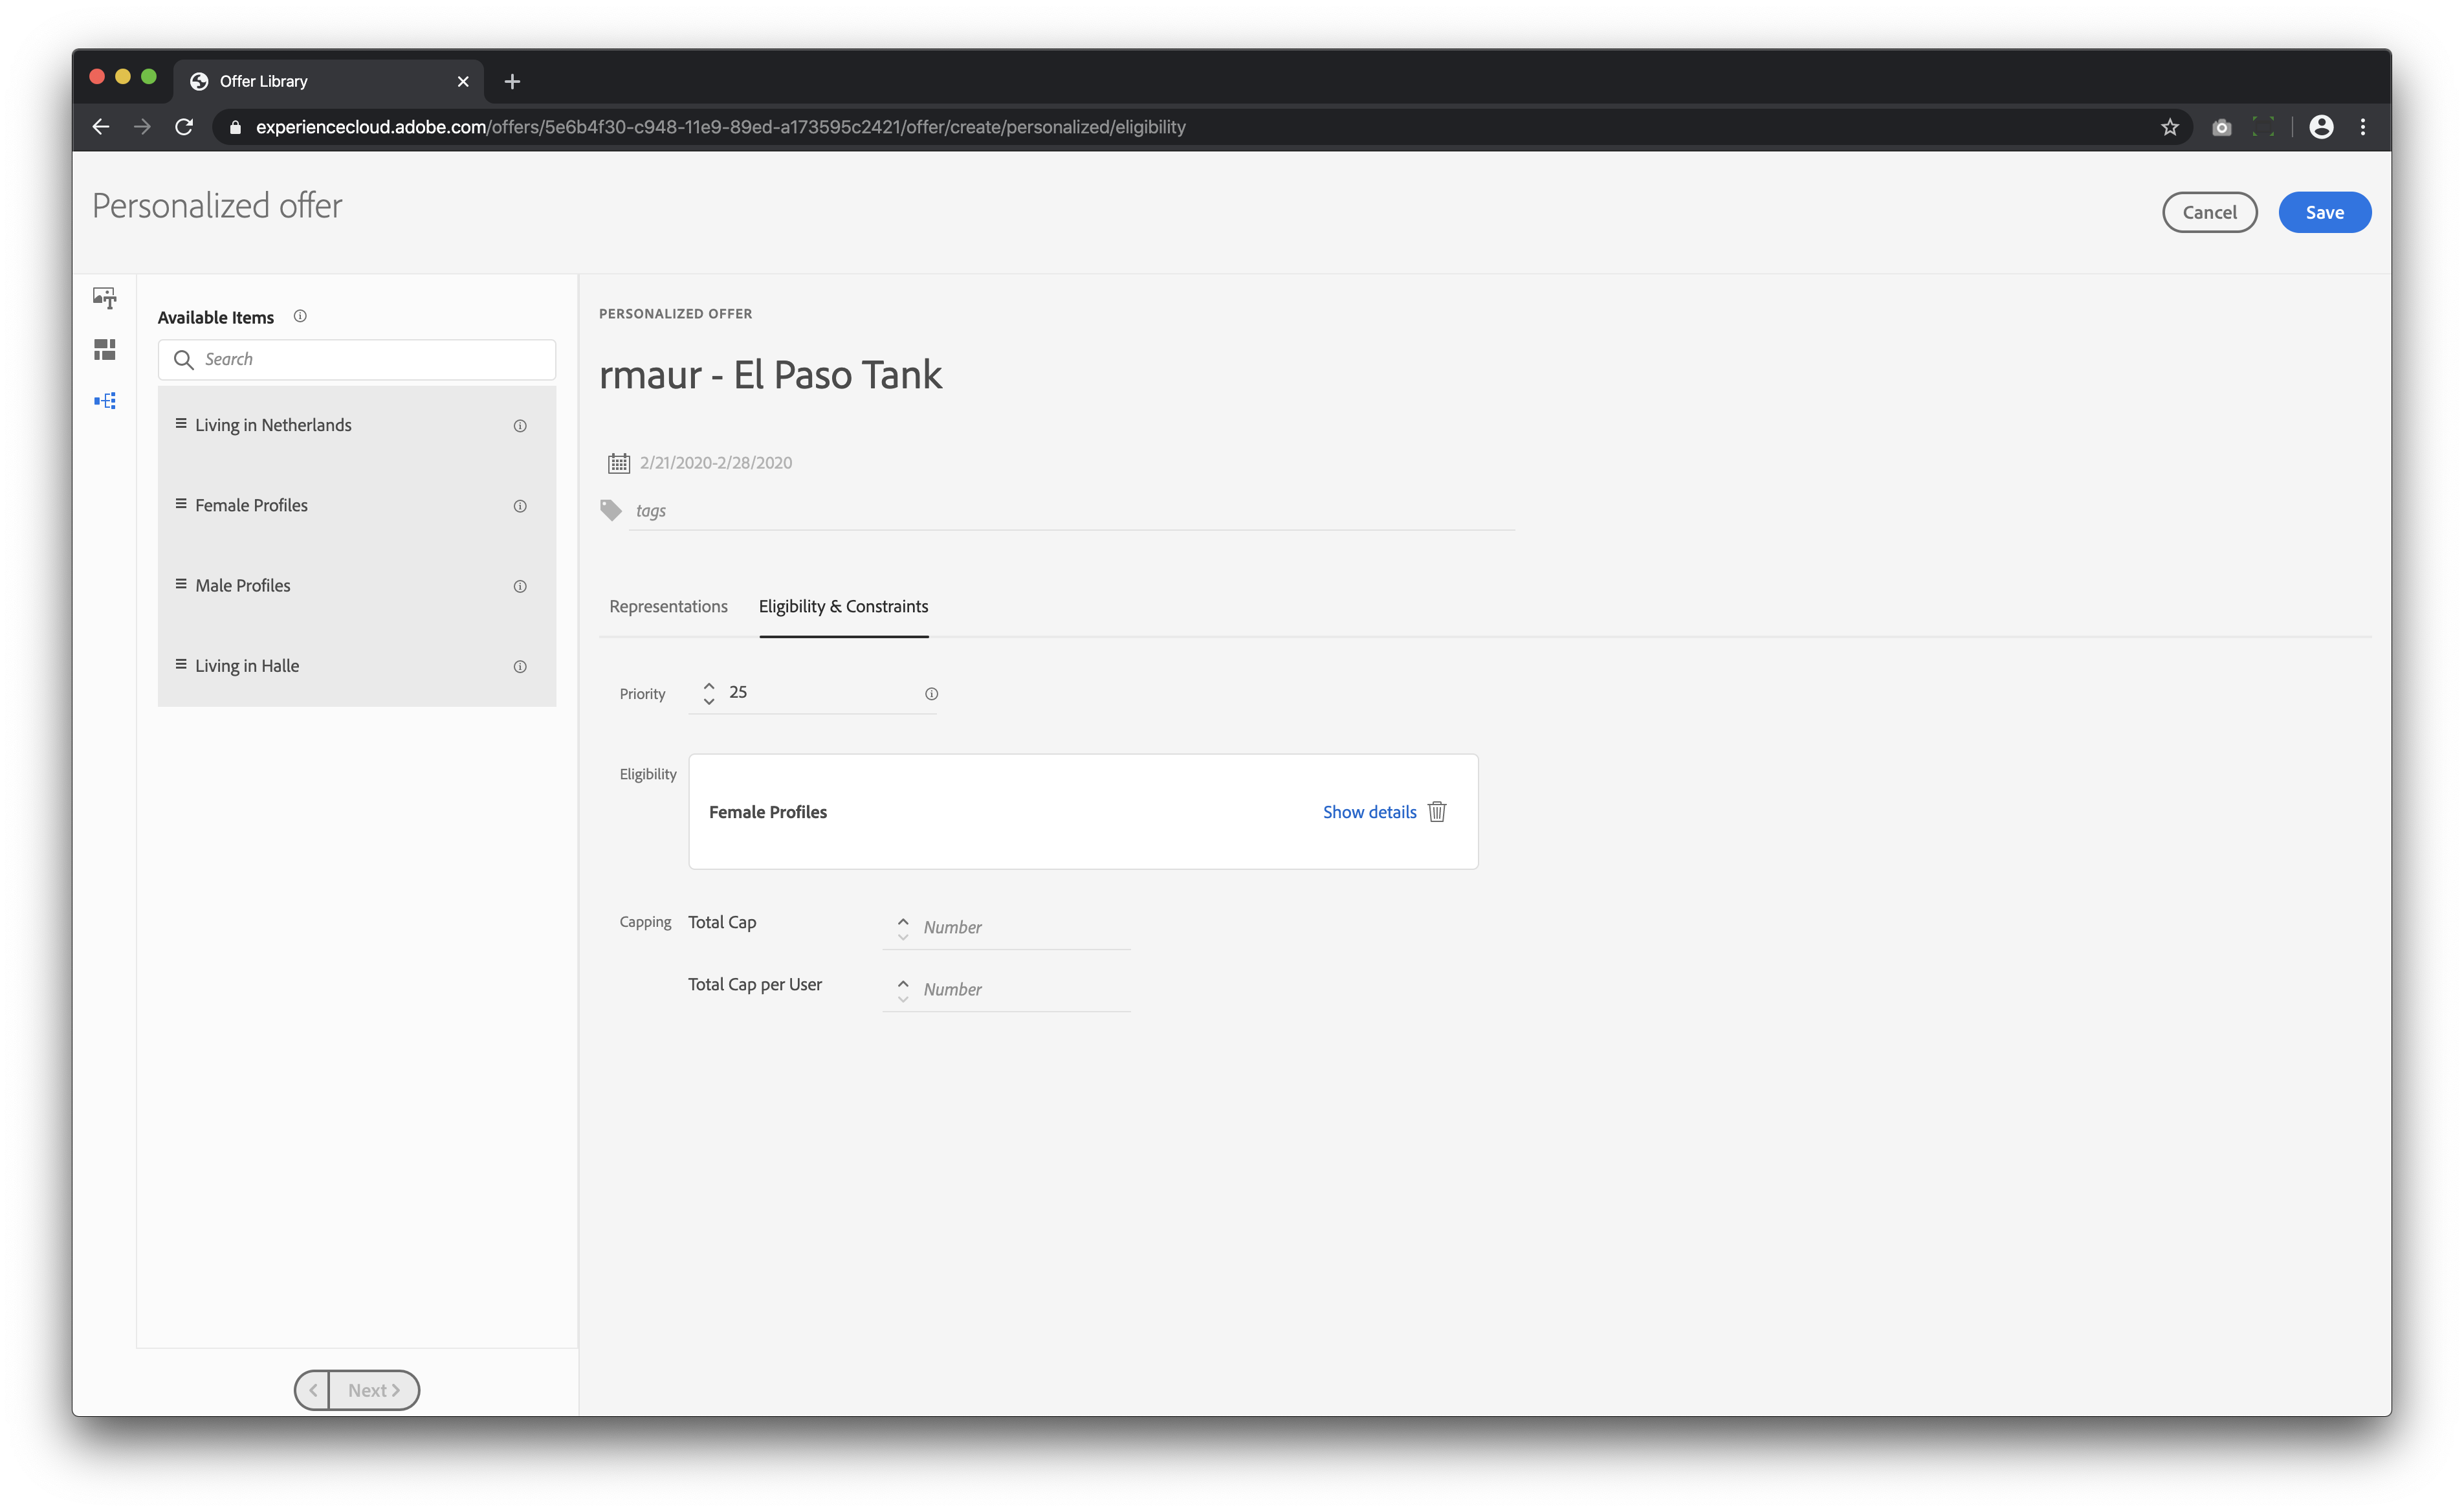 Offer Library
experiencecloud.adobe.com/offers/5e6b4f30-c948-11e9-89ed-a173595c2421/offer/create/personalized/eligibility
Personalized offer
Cancel
Save
Available Items
Search
Living in Netherlands
Female Profiles
Male Profiles
Living in Halle
Next
PERSONALIZED OFFER
rmaur - El Paso Tank
2/21/2020-2/28/2020
tags
Representations
Eligibility & Constraints
Priority
25
Eligibility
Female Profiles
Show details
Capping
Total Cap
Number
Total Cap per User
Number